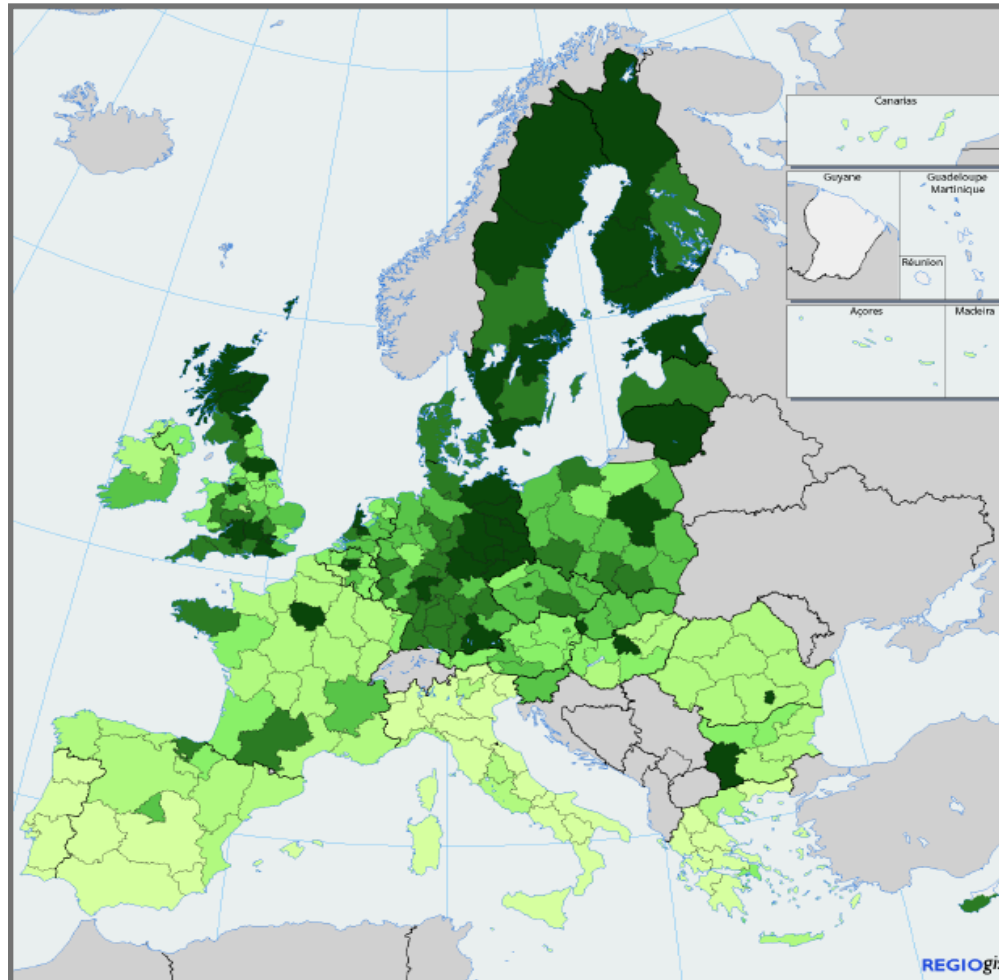 Canarias
Guyane
Guadeloupe
Martinique
Réunion
Açores
Madeira
REGIOgis